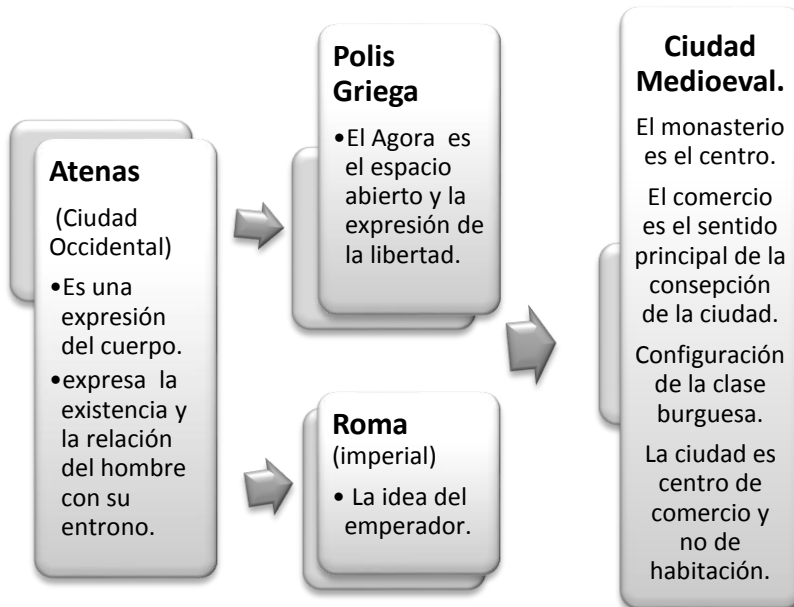 Atenas
(Ciudad
Occidental)
•Es una
expresión
del cuerpo.
•expresa la
existencia y
la relación
del hombre
con su
entrono.
Polis
Griega
•El Agora es
el espacio
abierto y la
expresión de
la libertad.
Roma
(imperial)
• La idea del
emperador.
Ciudad
Medioeval.
El monasterio
es el centro.
El comercio
es el sentido
principal de la
consepción
de la ciudad.
Configuración
de la clase
burguesa.
La ciudad es
centro de
comercio y
no de
habitación.